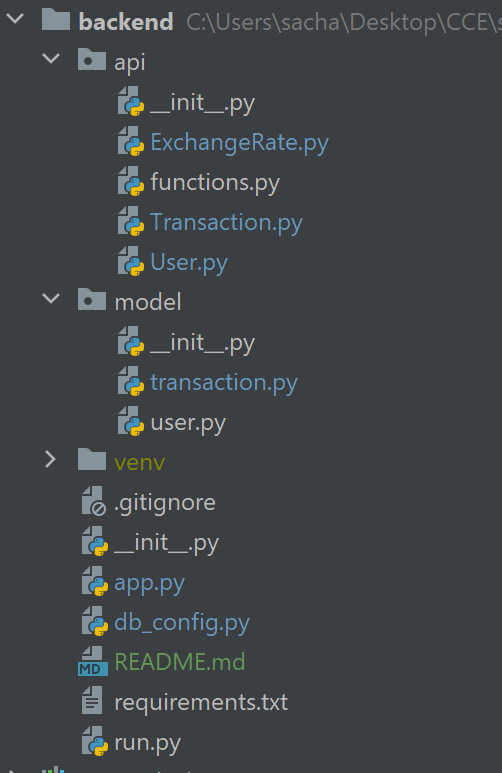 backend C:\Users\sacha\Desktop\CCE\s
api
__init__.py
ExchangeRate.py
functions.py
Transaction.py
User.py
model
__init__.py
transaction.py
user.py
venv
.gitignore
__init__.py
app.py
db_config.py
MD README.md
requirements.txt
run.py